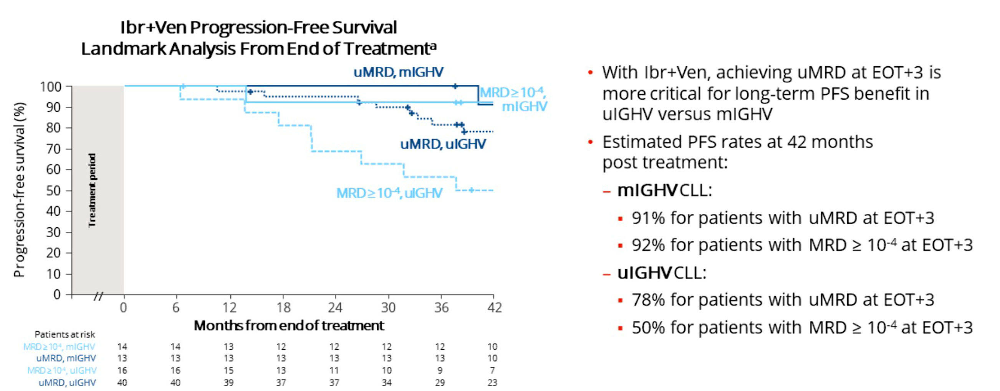 Ibr+Ven Progression-Free Survival
Landmark Analysis From End of Treatmentᵃ
Progression-free survival (%)
100
90
80
70
60
50
40
30
20
10
0
Treatment period
uMRD, mIGHV
MRD≥10⁻⁴,
mIGHV
uMRD, uIGHV
MRD≥10⁻⁴, uIGHV
0 6 12 18 24 30 36 42
Months from end of treatment
Patients at risk
MRD≥10⁻⁴, mIGHV 14 14 13 12 12 12 12 10
uMRD, mIGHV 13 13 13 13 13 13 13 10
MRD≥10⁻⁴, uIGHV 16 16 15 13 11 10 9 7
uMRD, uIGHV 40 40 39 37 37 34 29 23
• With Ibr+Ven, achieving uMRD at EOT+3 is
more critical for long-term PFS benefit in
uIGHV versus mIGHV
• Estimated PFS rates at 42 months
post treatment:
– mIGHV CLL:
▪ 91% for patients with uMRD at EOT+3
▪ 92% for patients with MRD ≥ 10⁻⁴ at EOT+3
– uIGHV CLL:
▪ 78% for patients with uMRD at EOT+3
▪ 50% for patients with MRD ≥ 10⁻⁴ at EOT+3